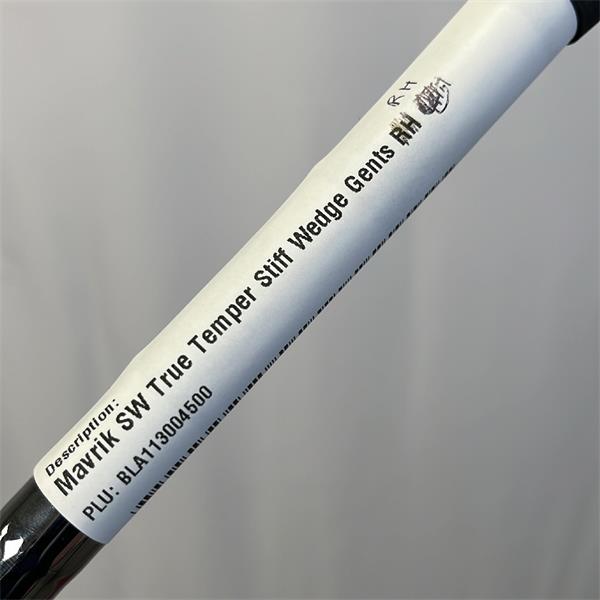 RH
Description:
Mavrik SW True Temper Stiff Wedge Gents RH
PLU: BLA113004500